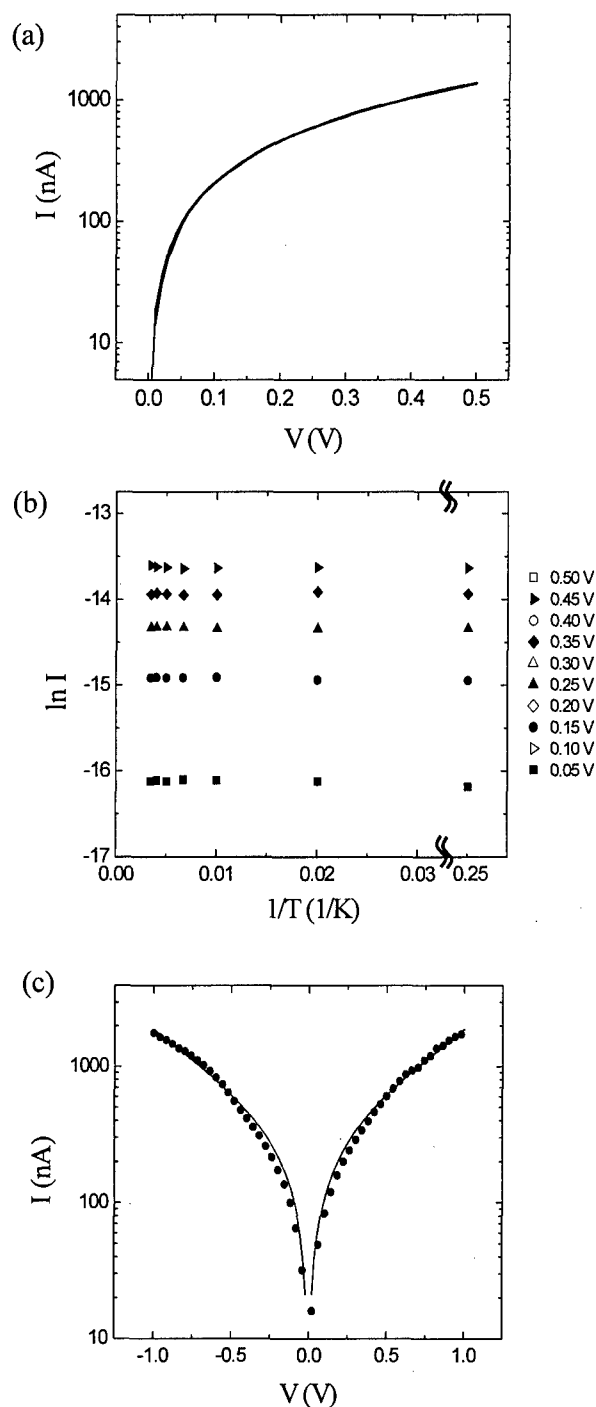 (a)
1000
100
10
I (nA)
0.0 0.1 0.2 0.3 0.4 0.5
V (V)
(b)
-13
-14
-15
-16
-17
ln I
0.00 0.01 0.02 0.03 0.25
1/T (1/K)
0.50 V
0.45 V
0.40 V
0.35 V
0.30 V
0.25 V
0.20 V
0.15 V
0.10 V
0.05 V
(c)
1000
100
10
I (nA)
-1.0 -0.5 0.0 0.5 1.0
V (V)